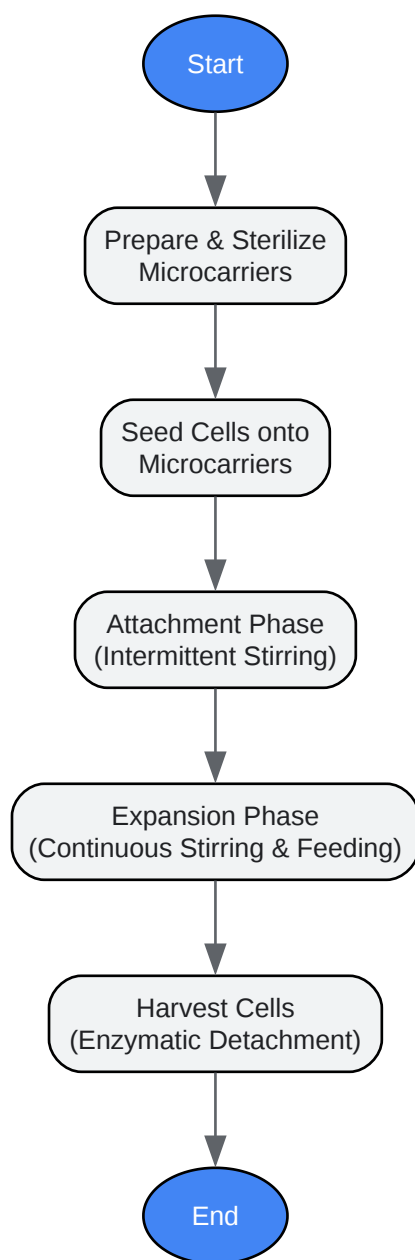 Start
Prepare & Sterilize
Microcarriers
Seed Cells onto
Microcarriers
Attachment Phase
(Intermittent Stirring)
Expansion Phase
(Continuous Stirring & Feeding)
Harvest Cells
(Enzymatic Detachment)
End